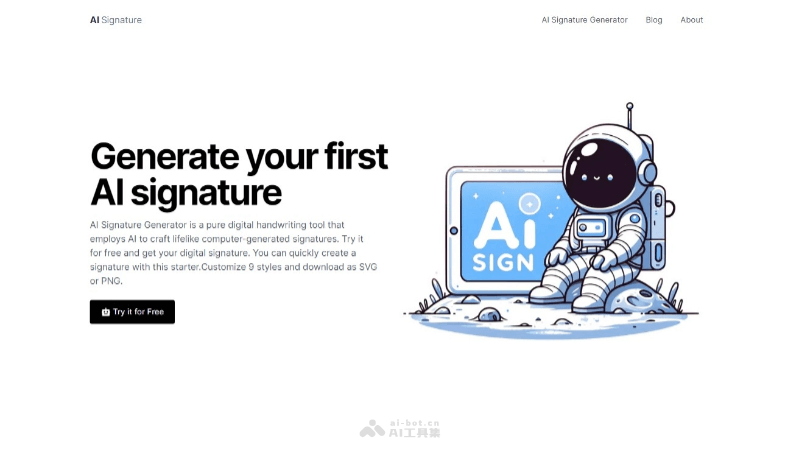 AI Signature
AI Signature Generator
Blog
About
Generate your first
AI signature
AI Signature Generator is a pure digital handwriting tool that
employs AI to craft lifelike computer-generated signatures. Try it
for free and get your digital signature. You can quickly create a
signature with this starter.Customize 9 styles and download as SVG
or PNG.
Try it for Free
Ai
SIGN
ai-bot.cn
AI工具集